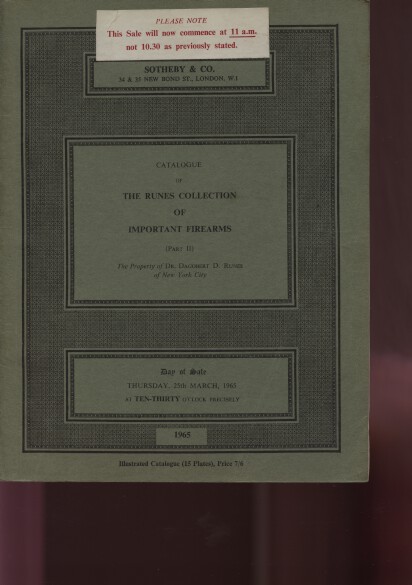 PLEASE NOTE
This Sale will now commence at 11 a.m.
not 10.30 as previously stated.
SOTHEBY & CO.
34 & 35 NEW BOND ST., LONDON, W.1
CATALOGUE
OF
THE RUNES COLLECTION
OF
IMPORTANT FIREARMS
(PART II)
The Property of DR. DAGOBERT D. RUNES
of New York City
Day of Sale
THURSDAY, 25th MARCH, 1965
AT TEN-THIRTY O'CLOCK PRECISELY
1965
Illustrated Catalogue (15 Plates), Price 7/6